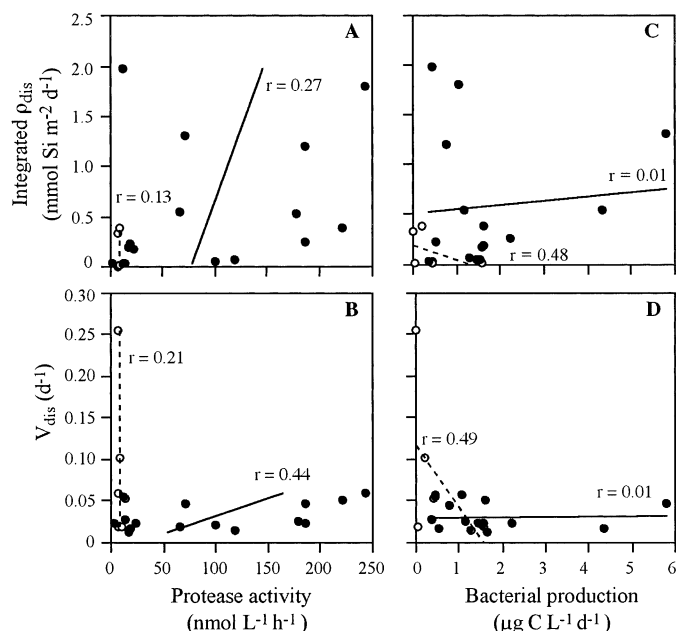 A
2.5
2.0
1.5
1.0
0.5
0
Integrated ρdis
(mmol Si m-2 d-1)
r = 0.27
r = 0.13
C
r = 0.01
r = 0.48
B
0.30
0.25
0.20
0.15
0.10
0.05
0
Vdis (d-1)
r = 0.21
r = 0.44
0 50 100 150 200 250
Protease activity
(nmol L-1 h-1)
D
r = 0.49
r = 0.01
0 1 2 3 4 5 6
Bacterial production
(μg C L-1 d-1)